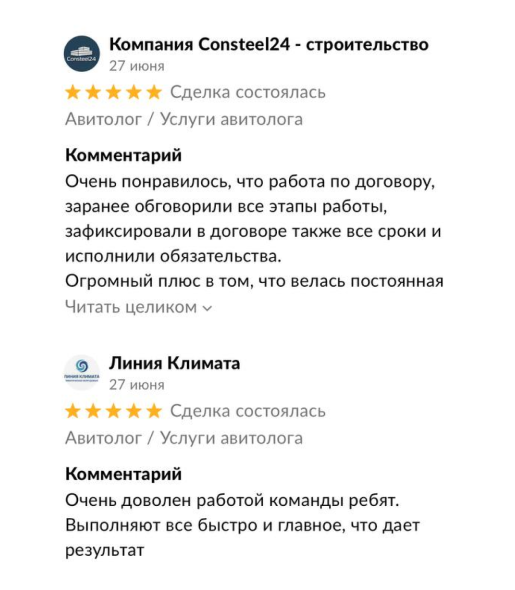 Компания Consteel24 - строительство
Consteel24
27 июня
Сделка состоялась
Авитолог / Услуги авитолога
Комментарий
Очень понравилось, что работа по договору,
заранее обговорили все этапы работы,
зафиксировали в договоре также все сроки и
исполнили обязательства.
Огромный плюс в том, что велась постоянная
Читать целиком
Линия Климата
ЛИНИЯ КЛИМАТА
27 июня
Сделка состоялась
Авитолог / Услуги авитолога
Комментарий
Очень доволен работой команды ребят.
Выполняют все быстро и главное, что дает
результат